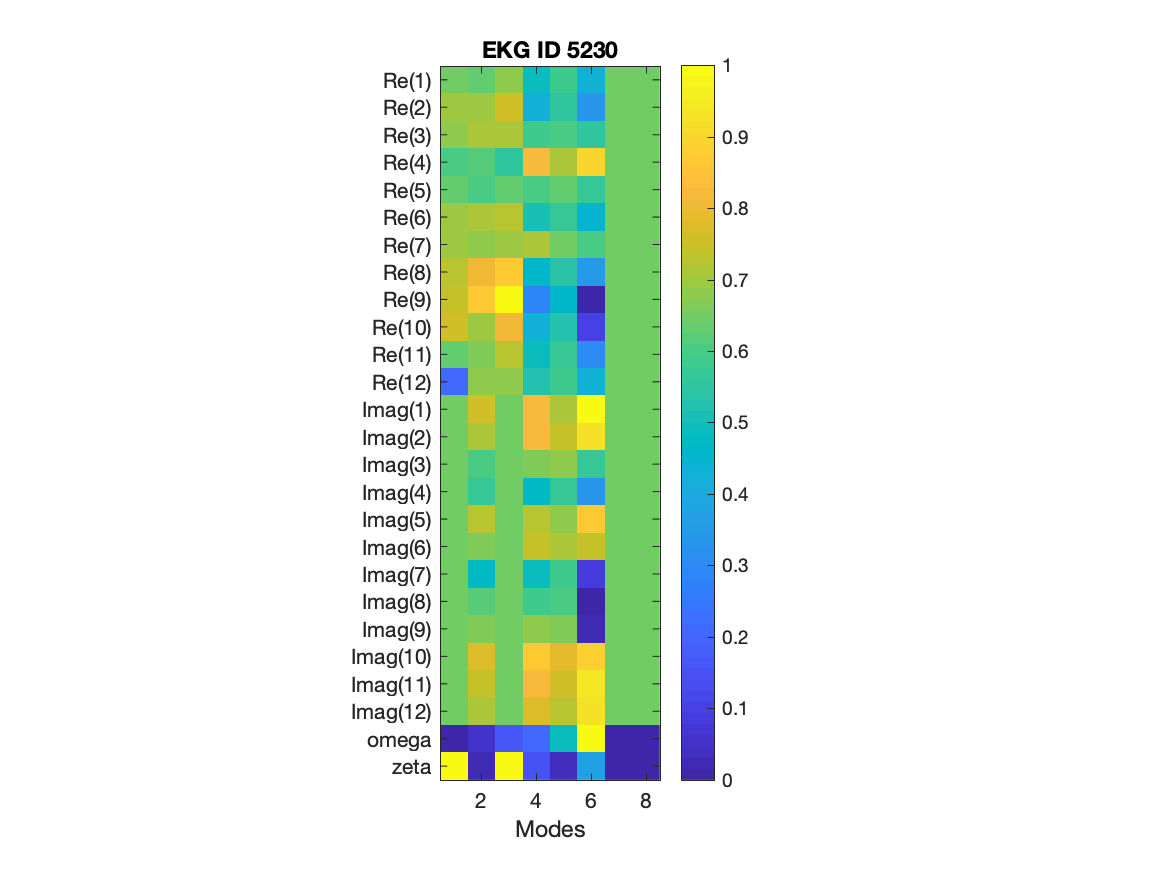 EKG ID 5230
Re(1)
Re(2)
Re(3)
Re(4)
Re(5)
Re(6)
Re(7)
Re(8)
Re(9)
Re(10)
Re(11)
Re(12)
Imag(1)
Imag(2)
Imag(3)
Imag(4)
Imag(5)
Imag(6)
Imag(7)
Imag(8)
Imag(9)
Imag(10)
Imag(11)
Imag(12)
omega
zeta
2 4 6 8
Modes
1
0.9
0.8
0.7
0.6
0.5
0.4
0.3
0.2
0.1
0